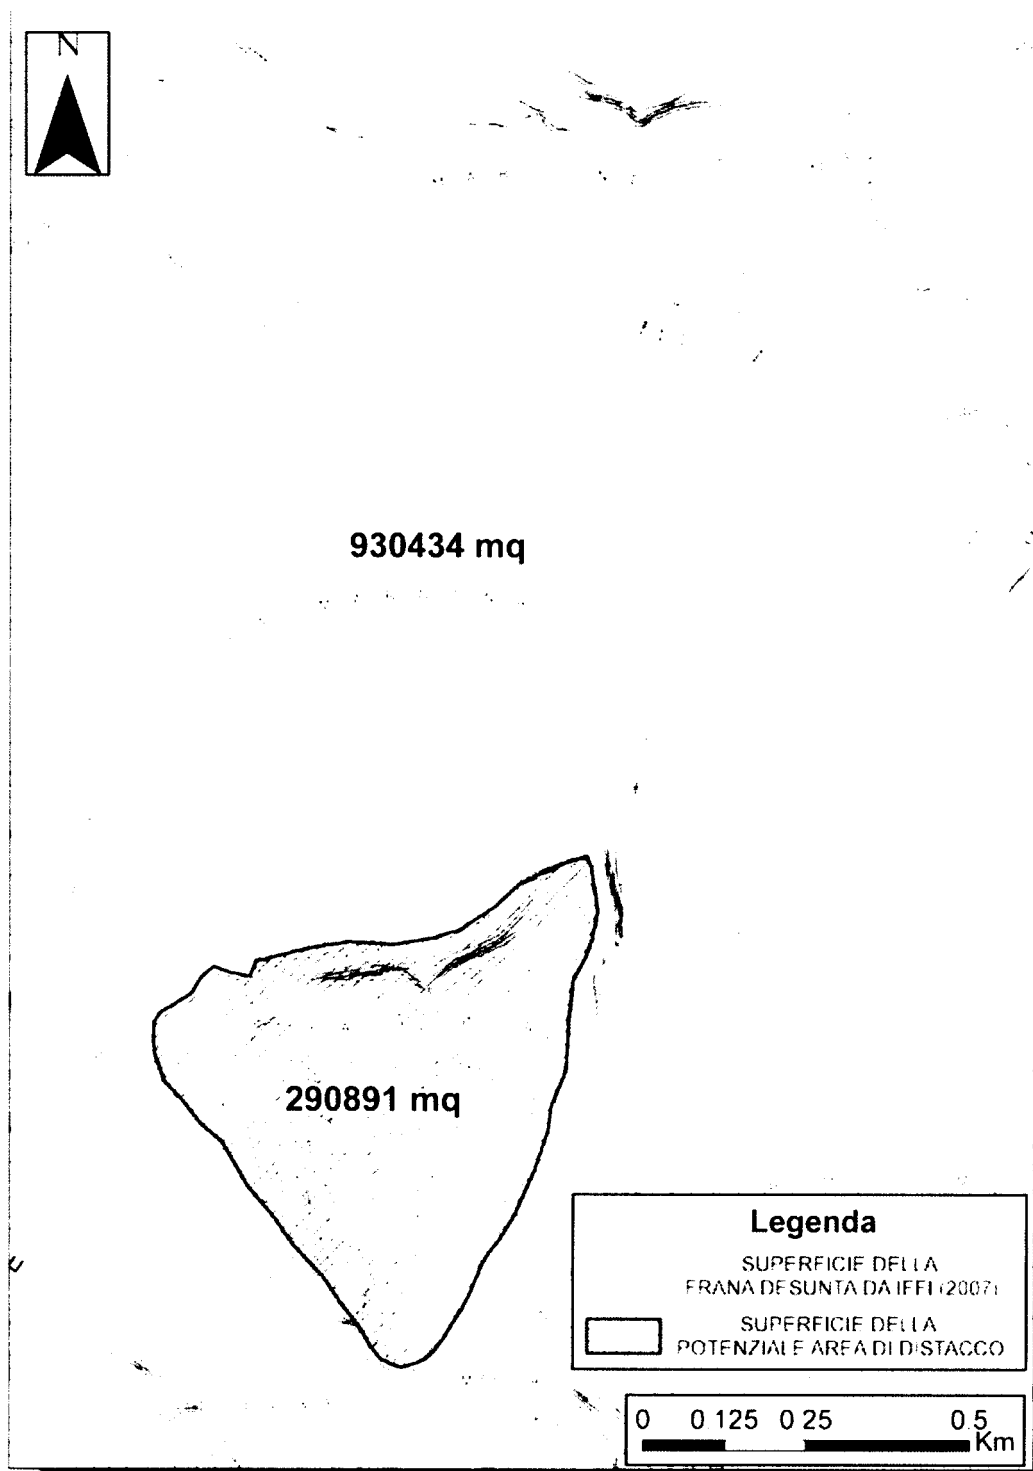 N
930434 mq
290891 mq
Legenda
SUPERFICIE DELLA
FRANA DESUNTA DA IFFI (2007)
SUPERFICIE DELLA
POTENZIALE AREA DI DISTACCO
0 0 125 0 25 0.5
Km